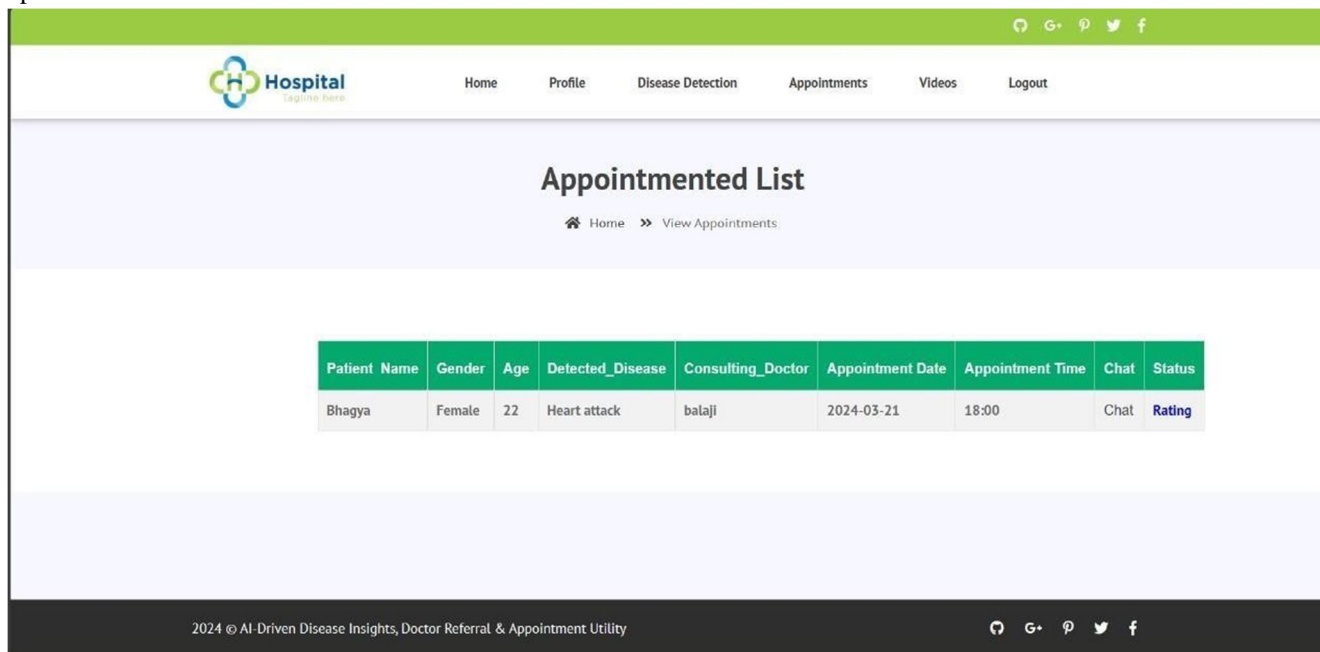 Hospital
Tagline here
Home Profile Disease Detection Appointments Videos Logout
Appointmented List
Home » View Appointments
Patient Name Gender Age Detected_Disease Consulting_Doctor Appointment Date Appointment Time Chat Status
Bhagya Female 22 Heart attack balaji 2024-03-21 18:00 Chat Rating
2024 © AI-Driven Disease Insights, Doctor Referral & Appointment Utility